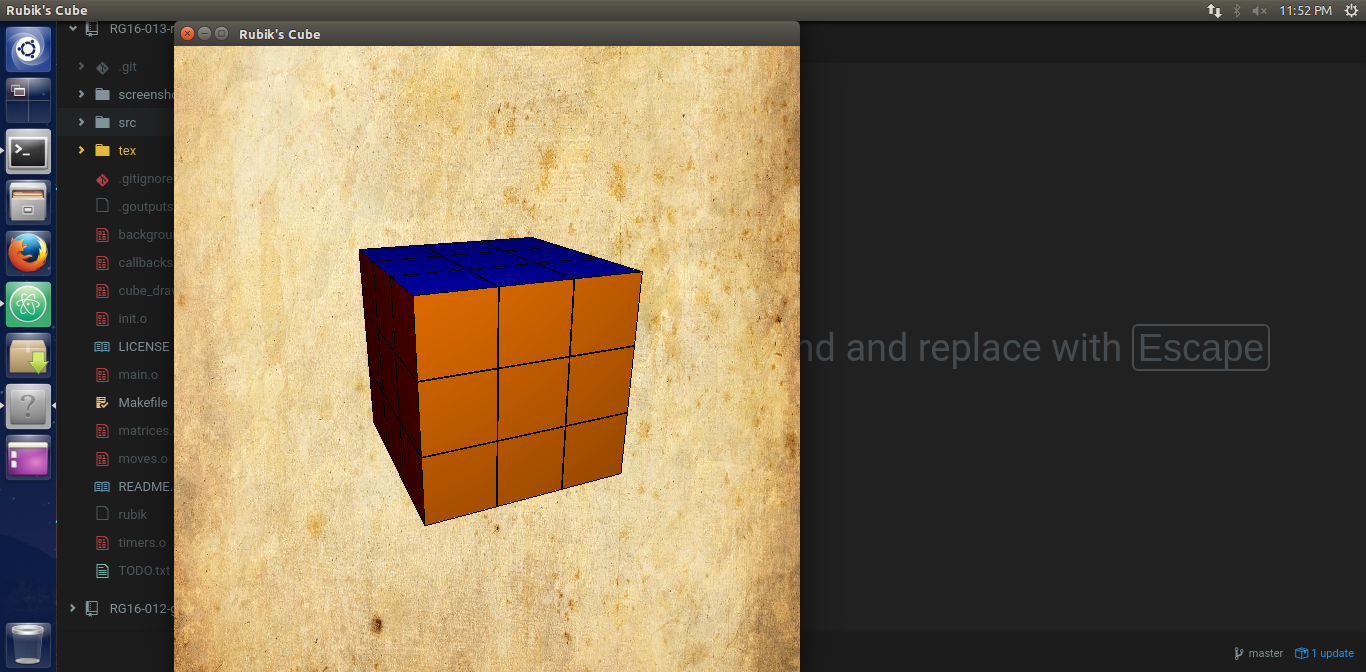 Rubik's Cube
11:52 PM
Rubik's Cube
RG16-013-r
.git
screensho
src
tex
.gitignore
.goutputs
backgrou
callbacks
cube_drav
init.o
LICENSE
main.o
Makefile
matrices
moves.o
README.
rubik
timers.o
TODO.txt
RG16-012-g
nd and replace with Escape
master
1 update